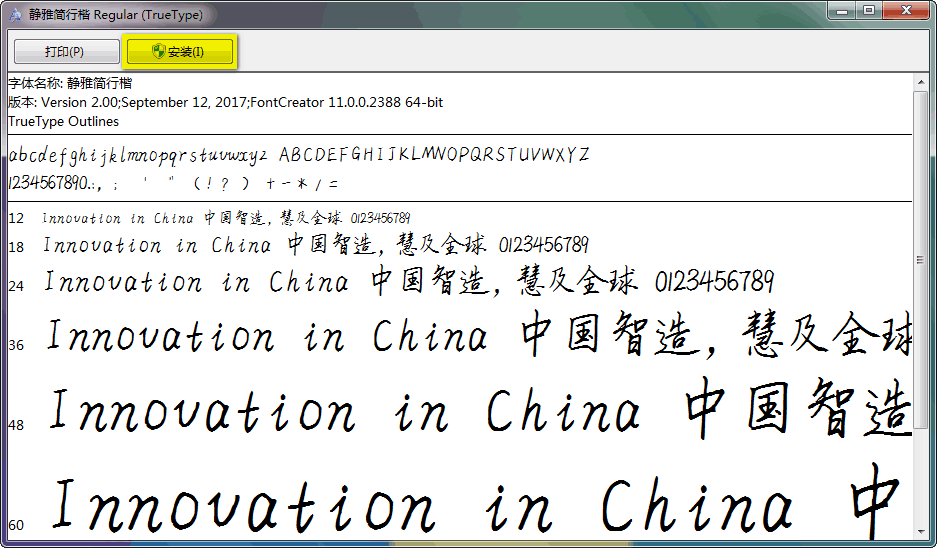 静雅简行楷 Regular (TrueType)
打印(P) 安装(I)
字体名称: 静雅简行楷
版本: Version 2.00;September 12, 2017;FontCreator 11.0.0.2388 64-bit
TrueType Outlines
abcdefghijklmnopqrstuvwxyz ABCDEFGHIJKLMNOPQRSTUVWXYZ
1234567890.:, ; ' " ( ! ? ) + - * / =
12 Innovation in China 中国智造，慧及全球 0123456789
18 Innovation in China 中国智造，慧及全球 0123456789
24 Innovation in China 中国智造，慧及全球 0123456789
36 Innovation in China 中国智造，慧及全球
48 Innovation in China 中国智造
60 Innovation in China 中